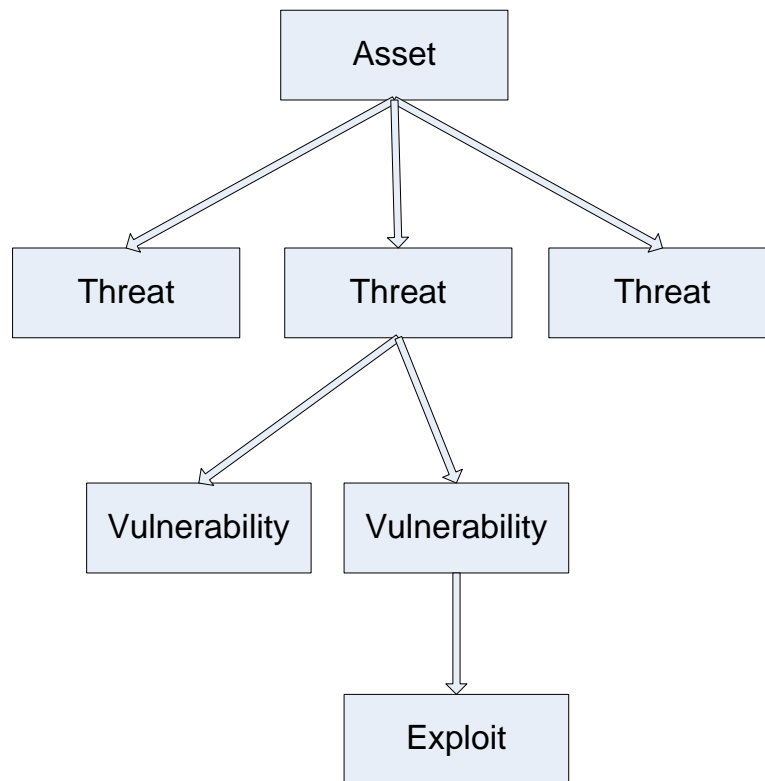 Asset
Threat
Threat
Threat
Vulnerability
Vulnerability
Exploit